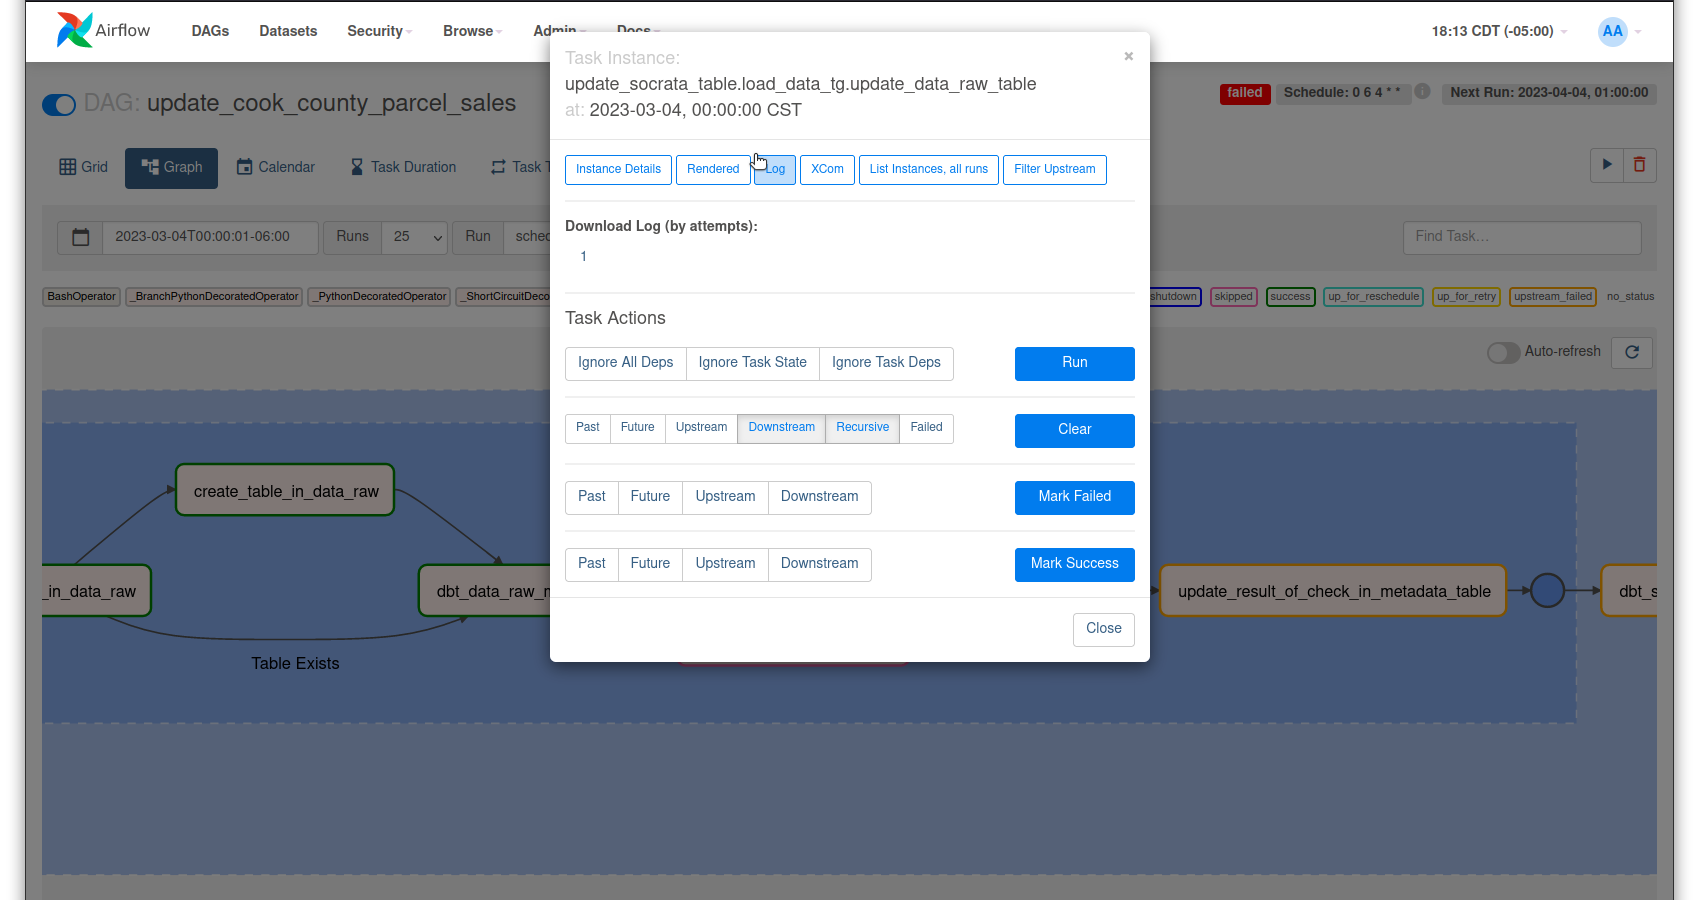 Airflow DAGs Datasets Security Browse Admin Docs 18:13 CDT (-05:00) AA
DAG: update_cook_county_parcel_sales
failed Schedule: 0 6 4 * * i Next Run: 2023-04-04, 01:00:00
Grid Graph Calendar Task Duration Task T
2023-03-04T00:00:01-06:00 Runs 25 Run sched Find Task...
BashOperator _BranchPythonDecoratedOperator _PythonDecoratedOperator _ShortCircuitDeco shutdown skipped success up_for_reschedule up_for_retry upstream_failed no_status
Auto-refresh
Task Instance:
update_socrata_table.load_data_tg.update_data_raw_table
at: 2023-03-04, 00:00:00 CST
×
Instance Details Rendered Log XCom List Instances, all runs Filter Upstream
Download Log (by attempts):
1
Task Actions
Ignore All Deps Ignore Task State Ignore Task Deps Run
Past Future Upstream Downstream Recursive Failed Clear
Past Future Upstream Downstream Mark Failed
Past Future Upstream Downstream Mark Success
Close
create_table_in_data_raw
_in_data_raw dbt_data_raw_m update_result_of_check_in_metadata_table dbt_s
Table Exists